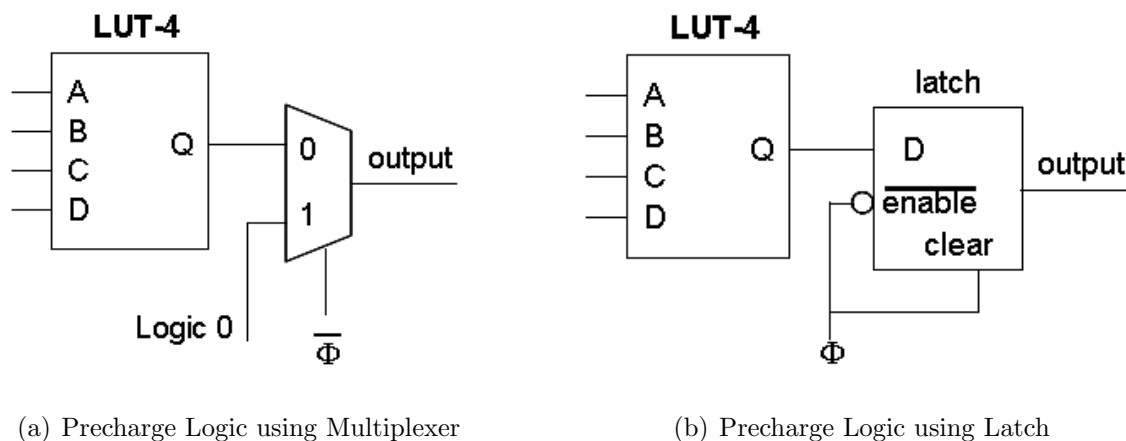 LUT-4
A
B
C
D
Q
0
1
output
Logic 0
Φ̅
LUT-4
A
B
C
D
Q
latch
D
e̅n̅a̅b̅l̅e̅
clear
output
Φ
(a) Precharge Logic using Multiplexer
(b) Precharge Logic using Latch